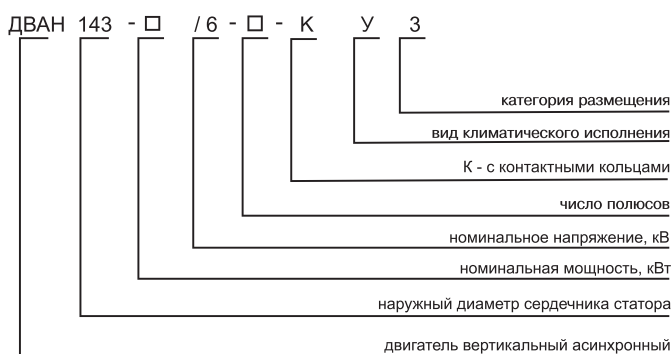 ДВАН 143 - □ / 6 - □ - К У 3
категория размещения
вид климатического исполнения
К - с контактными кольцами
число полюсов
номинальное напряжение, кВ
номинальная мощность, кВт
наружный диаметр сердечника статора
двигатель вертикальный асинхронный